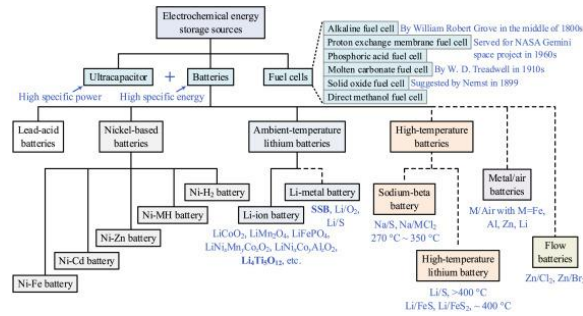 Electrochemical energy
storage sources
Alkaline fuel cell By William Robert Grove in the middle of 1800s
Proton exchange membrane fuel cell Served for NASA Gemini
Phosphoric acid fuel cell space project in 1960s
Molten carbonate fuel cell By W. D. Treadwell in 1910s
Solid oxide fuel cell Suggested by Nernst in 1899
Direct methanol fuel cell
Ultracapacitor + Batteries Fuel cells
High specific power High specific energy
Lead-acid
batteries
Nickel-based
batteries
Ambient-temperature
lithium batteries
High-temperature
batteries
Metal/air
batteries
M/Air with M=Fe,
Al, Zn, Li
Flow
batteries
Zn/Cl2, Zn/Br2
Ni-H2 battery
Ni-MH battery
Ni-Zn battery
Ni-Cd battery
Ni-Fe battery
Li-metal battery
SSB, Li/O2,
Li/S
Li-ion battery
LiCoO2, LiMn2O4, LiFePO4,
LiNixMnyCozO2, LiNixCoyAlzO2,
Li4Ti5O12, etc.
Sodium-beta
battery
Na/S, Na/MCl2
270 °C ~ 350 °C
High-temperature
lithium battery
Li/S, >400 °C
Li/FeS, Li/FeS2, ~ 400 °C